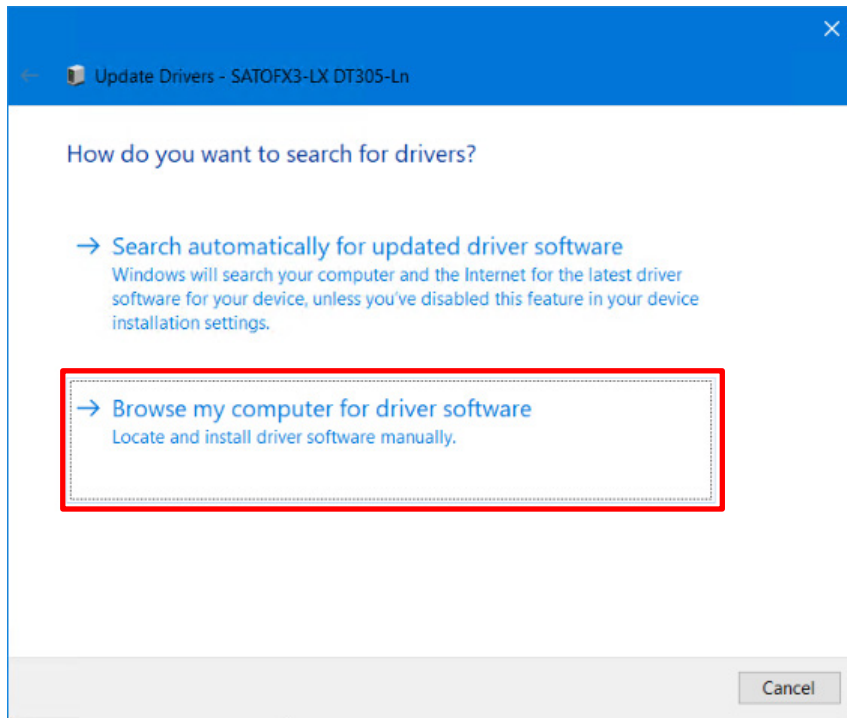 Update Drivers - SATOFX3-LX DT305-Ln
How do you want to search for drivers?
Search automatically for updated driver software
Windows will search your computer and the Internet for the latest driver
software for your device, unless you've disabled this feature in your device
installation settings.
Browse my computer for driver software
Locate and install driver software manually.
Cancel